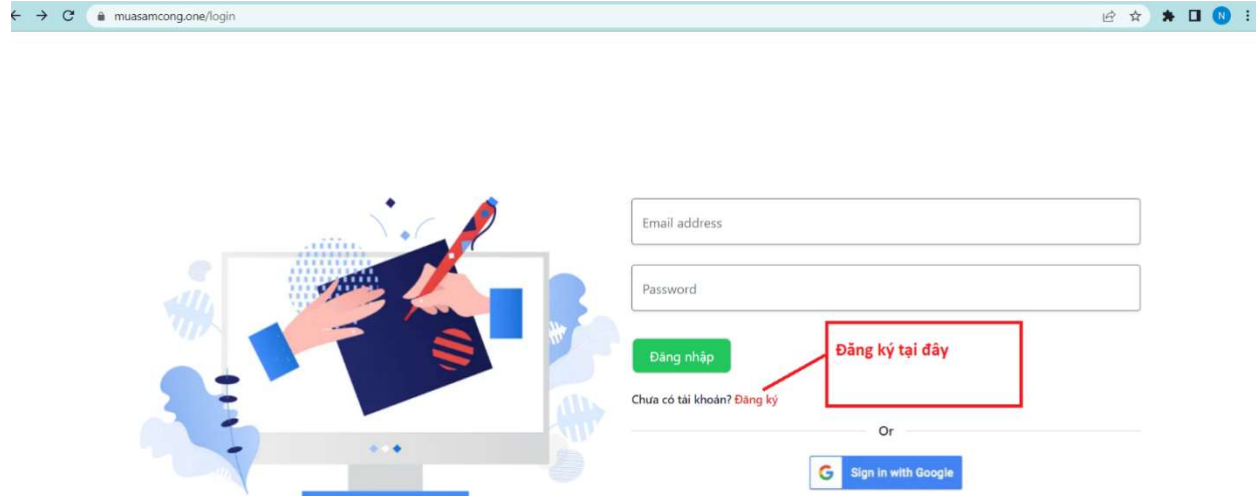 muasamcong.one/login
N
Email address
Password
Đăng nhập
Đăng ký tại đây
Chưa có tài khoản? Đăng ký
Or
G Sign in with Google